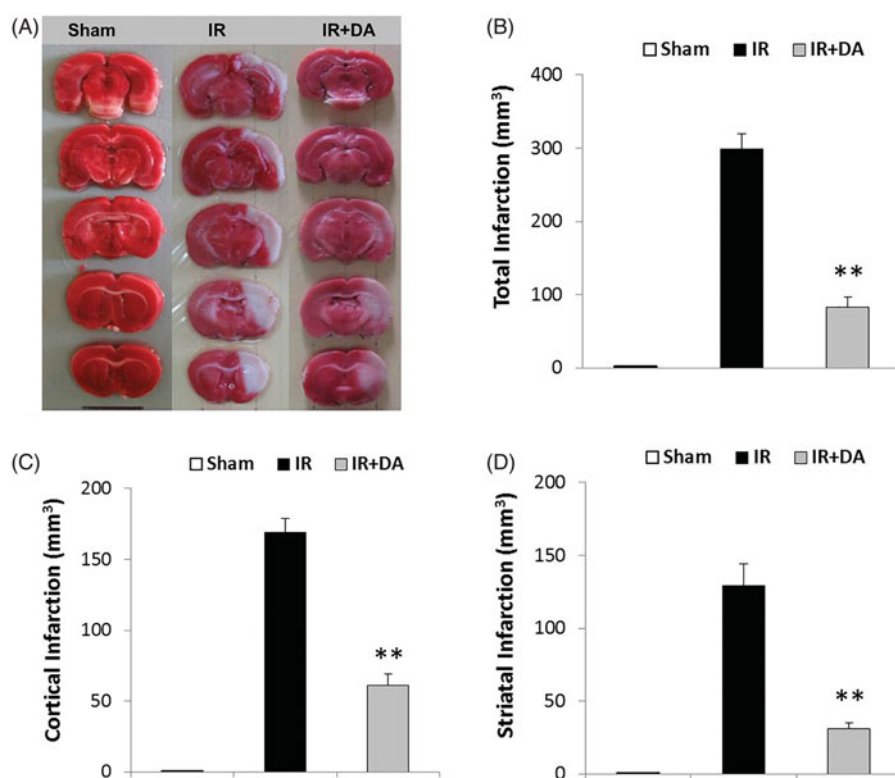 (A)
Sham IR IR+DA
(B)
Sham IR IR+DA
Total Infarction (mm³)
400
300
200
100
0
**
(C)
Sham IR IR+DA
Cortical Infarction (mm³)
200
150
100
50
0
**
(D)
Sham IR IR+DA
Striatal Infarction (mm³)
200
150
100
50
0
**